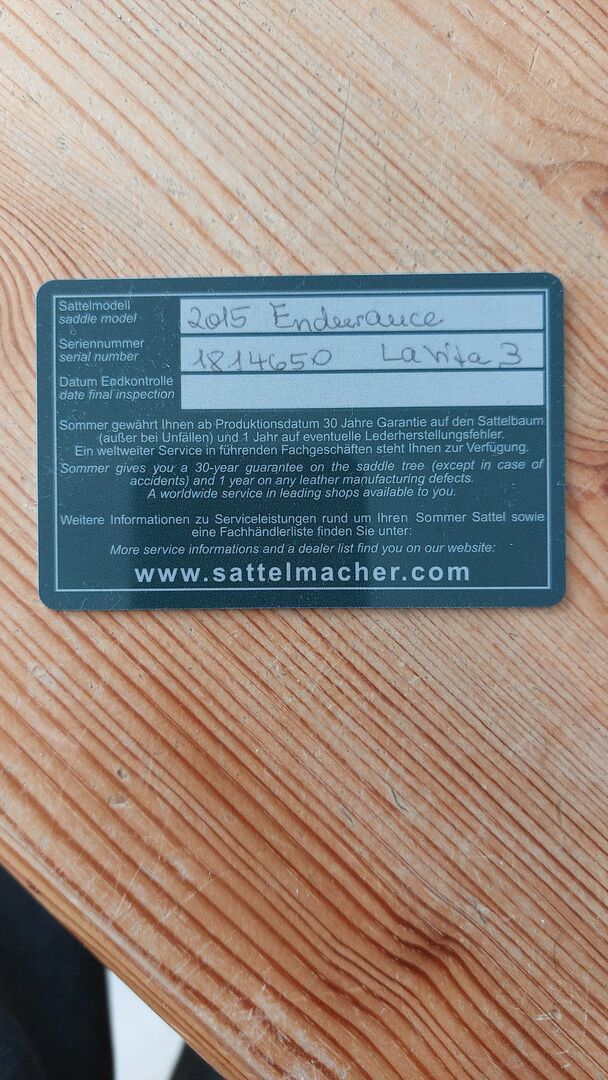 Sattelmodell
saddle model
2015 Endurance
Seriennummer
serial number
1814650 La Vita 3
Datum Endkontrolle
date final inspection
Sommer gewährt Ihnen ab Produktionsdatum 30 Jahre Garantie auf den Sattelbaum
(außer bei Unfällen) und 1 Jahr auf eventuelle Lederherstellungsfehler.
Ein weltweiter Service in führenden Fachgeschäften steht Ihnen zur Verfügung.
Sommer gives you a 30-year guarantee on the saddle tree (except in case of
accidents) and 1 year on any leather manufacturing defects.
A worldwide service in leading shops available to you.
Weitere Informationen zu Serviceleistungen rund um Ihren Sommer Sattel sowie
eine Fachhändlerliste finden Sie unter:
More service informations and a dealer list find you on our website:
www.sattelmacher.com